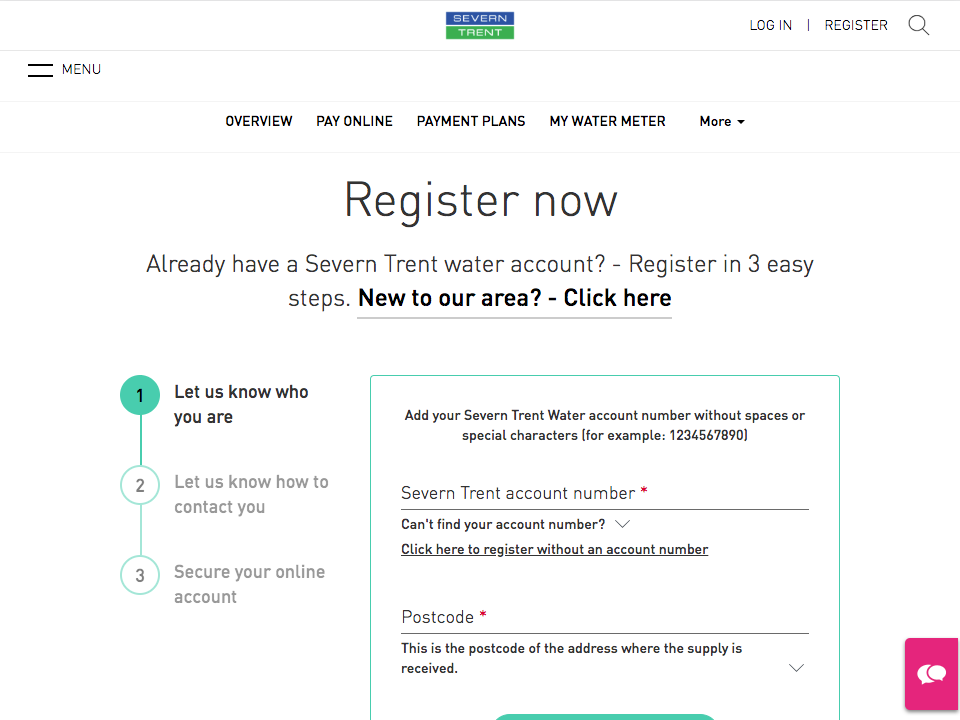 SEVERN
TRENT
LOG IN | REGISTER
MENU
OVERVIEW PAY ONLINE PAYMENT PLANS MY WATER METER More
Register now
Already have a Severn Trent water account? - Register in 3 easy
steps. New to our area? - Click here
1 Let us know who
you are
2 Let us know how to
contact you
3 Secure your online
account
Add your Severn Trent Water account number without spaces or
special characters (for example: 1234567890)
Severn Trent account number *
Can't find your account number?
Click here to register without an account number
Postcode *
This is the postcode of the address where the supply is
received.